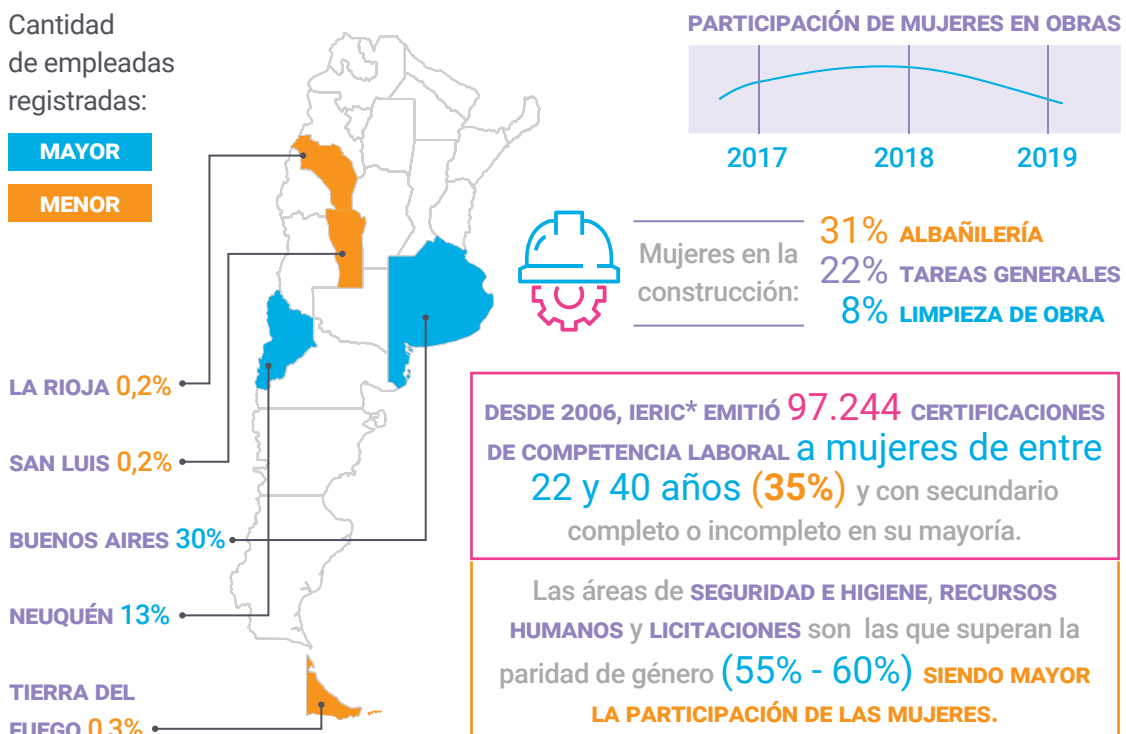 Cantidad
de empleadas
registradas:
MAYOR
MENOR
LA RIOJA 0,2%
SAN LUIS 0,2%
BUENOS AIRES 30%
NEUQUÉN 13%
TIERRA DEL
FUEGO 0,3%
PARTICIPACIÓN DE MUJERES EN OBRAS
2017 2018 2019
Mujeres en la
construcción:
31% ALBAÑILERÍA
22% TAREAS GENERALES
8% LIMPIEZA DE OBRA
DESDE 2006, IERIC* EMITIÓ 97.244 CERTIFICACIONES
DE COMPETENCIA LABORAL a mujeres de entre
22 y 40 años (35%) y con secundario
completo o incompleto en su mayoría.
Las áreas de SEGURIDAD E HIGIENE, RECURSOS
HUMANOS y LICITACIONES son las que superan la
paridad de género (55% - 60%) SIENDO MAYOR
LA PARTICIPACIÓN DE LAS MUJERES.